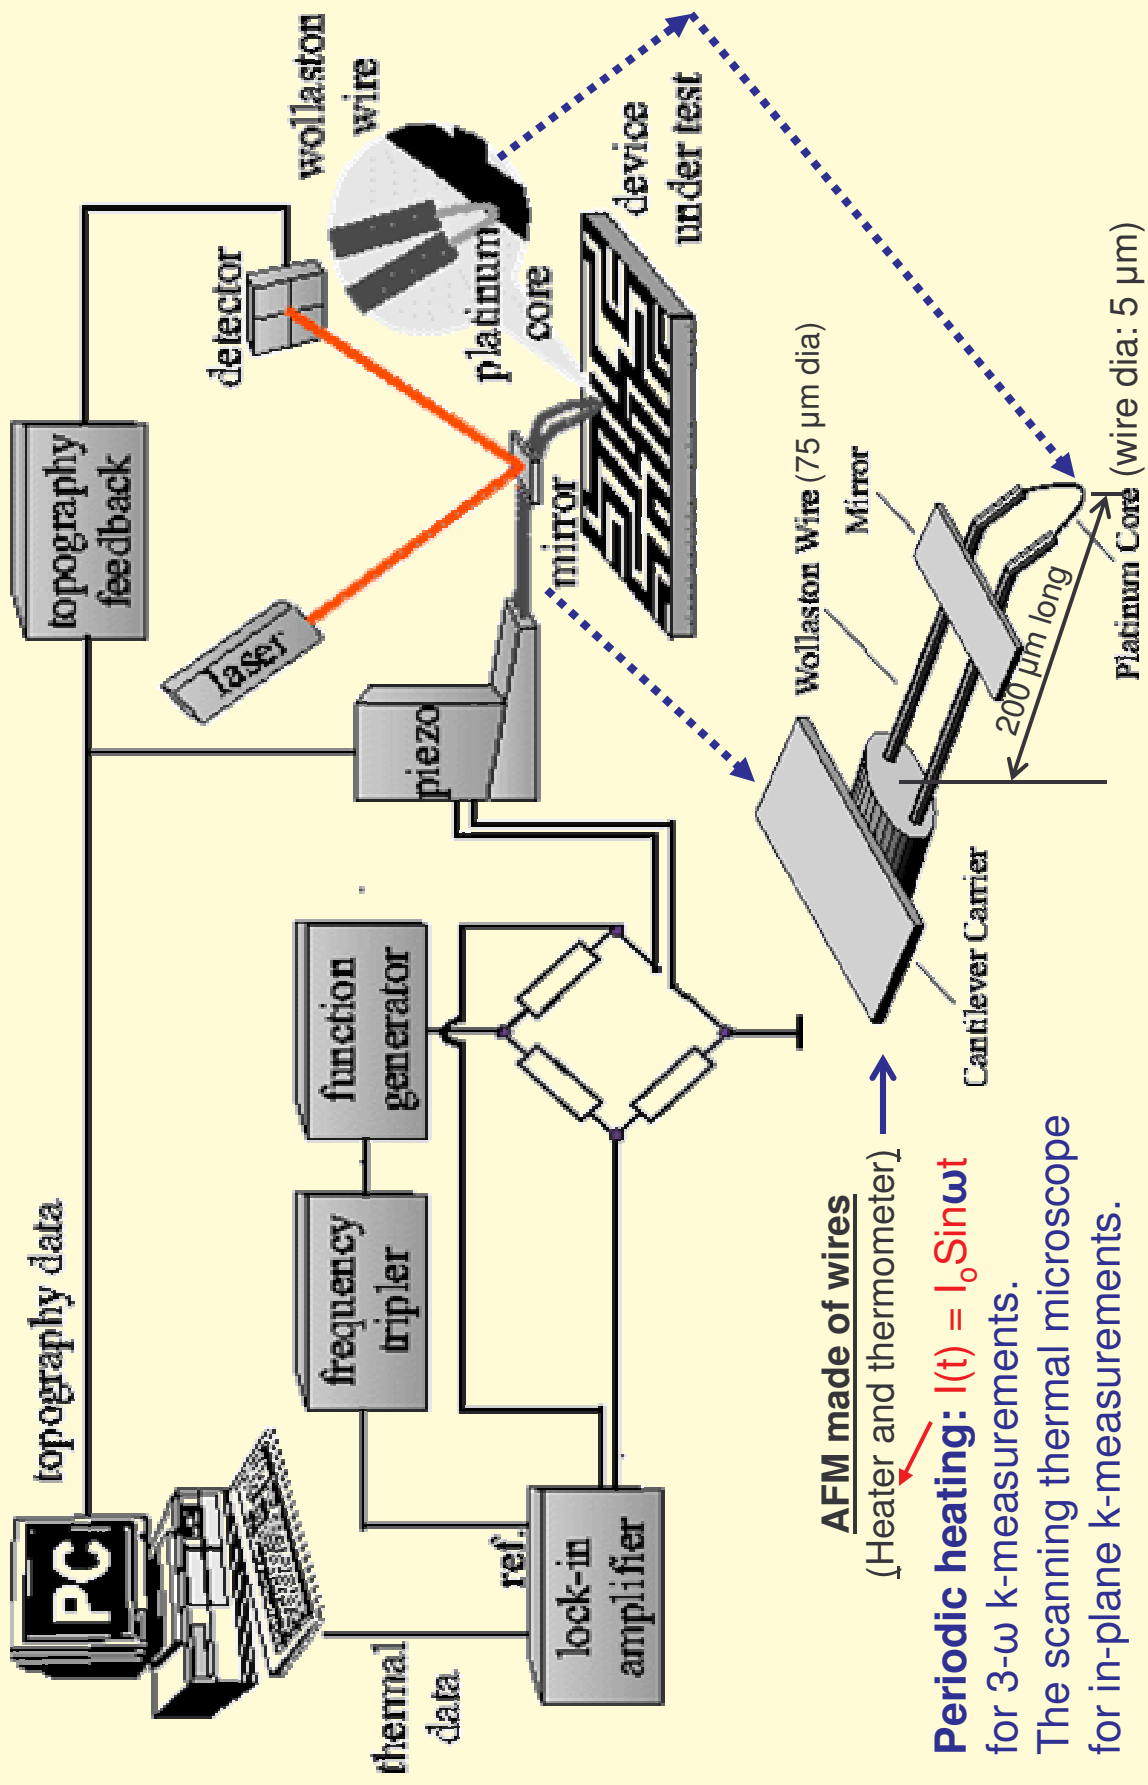 topography data
PC
thermal
data
ref.
lock-in
amplifier
frequency
tripler
function
generator
topography
feedback
piezo
laser
detector
mirror
wollaston
wire
platinum
core
device
under test
AFM made of wires
(Heater and thermometer)
Periodic heating: I(t) = IₒSinωt
for 3-ω k-measurements.
The scanning thermal microscope
for in-plane k-measurements.
Cantilever Carrier
Wollaston Wire (75 μm dia)
Mirror
200 μm long
Platinum Core (wire dia: 5 μm)